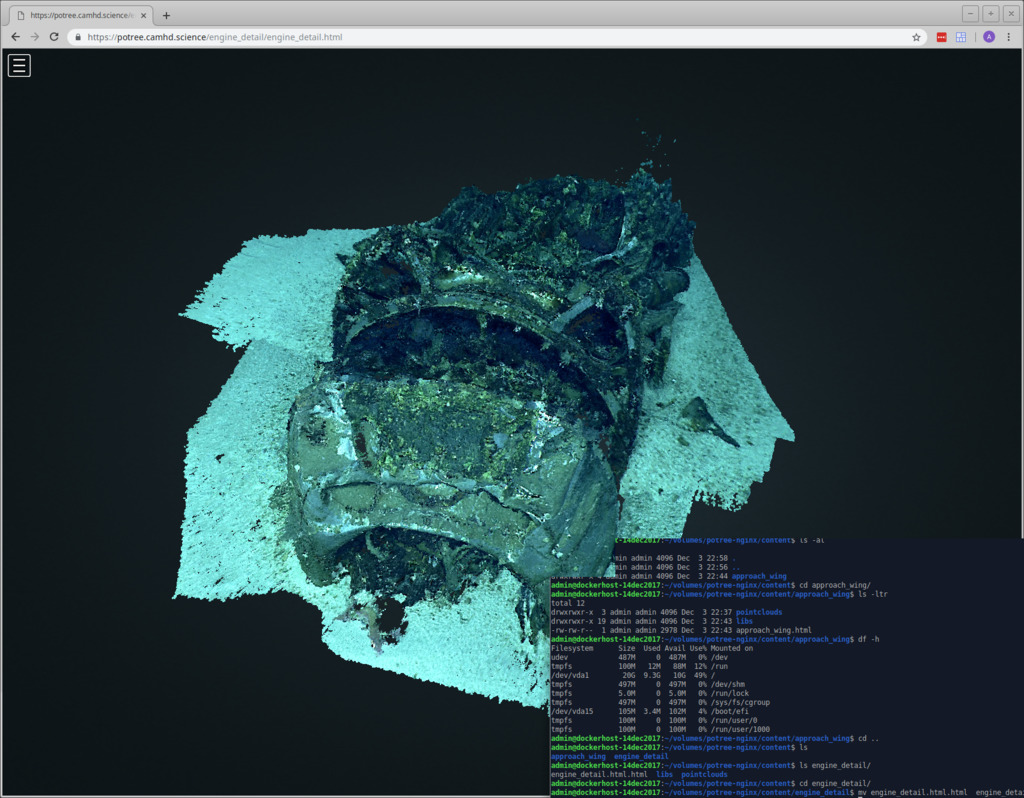 https://potree.camhd.science/e
https://potree.camhd.science/engine_detail/engine_detail.html
A
host-14dec2017:~/volumes/potree-nginx/content$ ls -al
min admin 4096 Dec  3 22:58 .
min admin 4096 Dec  3 22:56 ..
drwxrwxr-x  3 admin admin 4096 Dec  3 22:44 approach_wing
admin@dockerhost-14dec2017:~/volumes/potree-nginx/content$ cd approach_wing/
admin@dockerhost-14dec2017:~/volumes/potree-nginx/content/approach_wing$ ls -ltr
total 12
drwxrwxr-x  3 admin admin 4096 Dec  3 22:37 pointclouds
drwxrwxr-x 19 admin admin 4096 Dec  3 22:43 libs
-rw-rw-r--  1 admin admin 2978 Dec  3 22:43 approach_wing.html
admin@dockerhost-14dec2017:~/volumes/potree-nginx/content/approach_wing$ df -h
Filesystem      Size  Used Avail Use% Mounted on
udev            487M     0  487M   0% /dev
tmpfs           100M   12M   88M  12% /run
/dev/vda1        20G  9.3G   10G  49% /
tmpfs           497M     0  497M   0% /dev/shm
tmpfs           5.0M     0  5.0M   0% /run/lock
tmpfs           497M     0  497M   0% /sys/fs/cgroup
/dev/vda15      105M  3.4M  102M   4% /boot/efi
tmpfs           100M     0  100M   0% /run/user/0
tmpfs           100M     0  100M   0% /run/user/1000
admin@dockerhost-14dec2017:~/volumes/potree-nginx/content/approach_wing$ cd ..
admin@dockerhost-14dec2017:~/volumes/potree-nginx/content$ ls
approach_wing  engine_detail
admin@dockerhost-14dec2017:~/volumes/potree-nginx/content$ ls engine_detail/
engine_detail.html.html  libs  pointclouds
admin@dockerhost-14dec2017:~/volumes/potree-nginx/content$ cd engine_detail/
admin@dockerhost-14dec2017:~/volumes/potree-nginx/content/engine_detail$ mv engine_detail.html.html  engine_deta